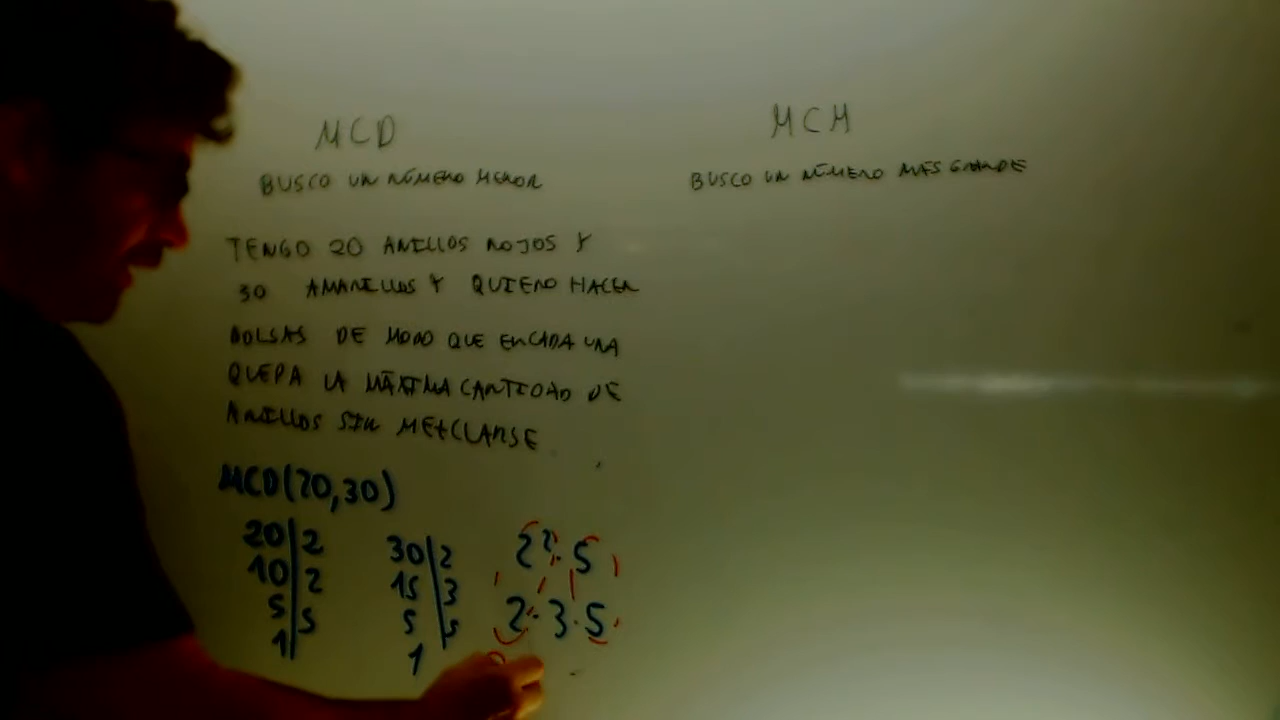 MCD
BUSCO UN NÚMERO MENOR
TENGO 20 ANILLOS ROJOS Y
30 AMARILLOS Y QUIERO HACER
BOLSAS DE MODO QUE EN CADA UNA
QUEPA LA MÁXIMA CANTIDAD DE
ANILLOS SIN MEZCLARSE
MCD(20,30)
20 | 2
10 | 2
5 | 5
1
30 | 2
15 | 3
5 | 5
1
2² · 5
2 · 3 · 5
MCM
BUSCO UN NÚMERO MÁS GRANDE